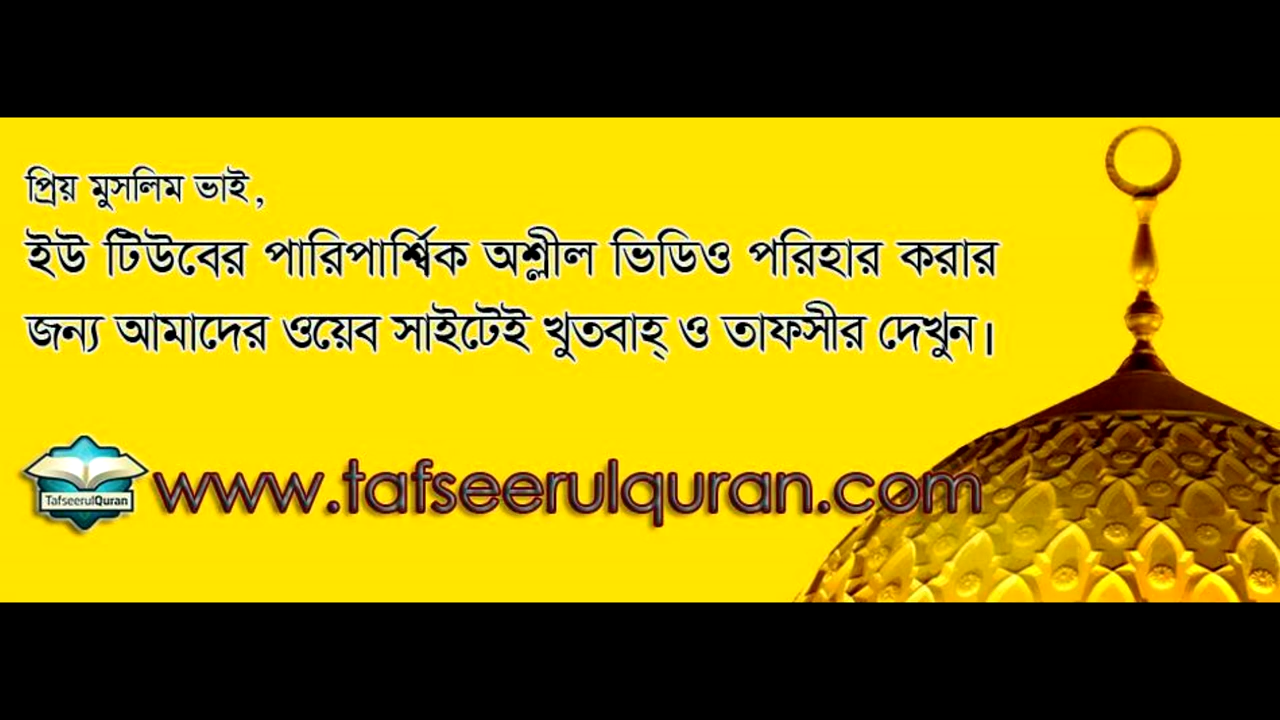 প্রিয় মুসলিম ভাই,
ইউ টিউবের পারিপার্শ্বিক অশ্লীল ভিডিও পরিহার করার
জন্য আমাদের ওয়েব সাইটেই খুতবাহ্ ও তাফসীর দেখুন।
TafseerulQuran
www.tafseerulquran.com